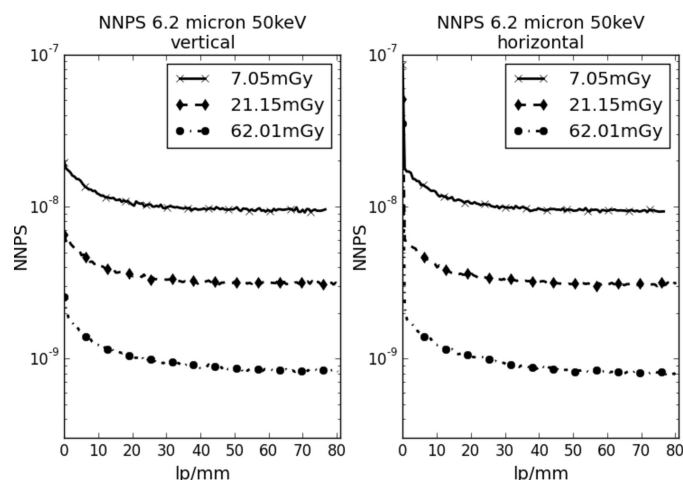 NNPS 6.2 micron 50keV
vertical
10⁻⁷
10⁻⁸
10⁻⁹
NNPS
7.05mGy
21.15mGy
62.01mGy
0 10 20 30 40 50 60 70 80
lp/mm
NNPS 6.2 micron 50keV
horizontal
10⁻⁷
10⁻⁸
10⁻⁹
NNPS
7.05mGy
21.15mGy
62.01mGy
0 10 20 30 40 50 60 70 80
lp/mm